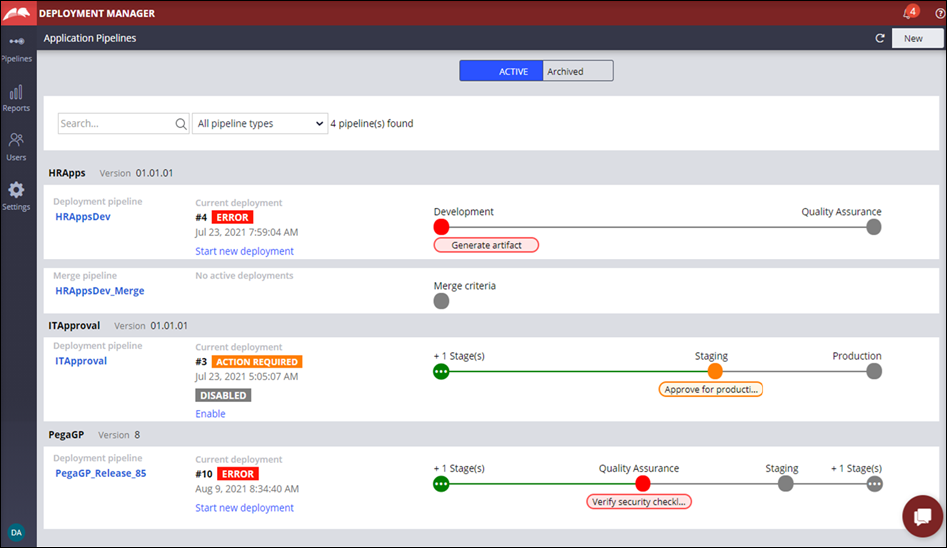 DEPLOYMENT MANAGER
4
Application Pipelines
New
Pipelines
Reports
Users
Settings
DA
ACTIVE Archived
Search... All pipeline types 4 pipeline(s) found
HRApps Version 01.01.01
Deployment pipeline
HRAppsDev
Current deployment
#4 ERROR
Jul 23, 2021 7:59:04 AM
Start new deployment
Development
Quality Assurance
Generate artifact
Merge pipeline
HRAppsDev_Merge
No active deployments
Merge criteria
ITApproval Version 01.01.01
Deployment pipeline
ITApproval
Current deployment
#3 ACTION REQUIRED
Jul 23, 2021 5:05:07 AM
DISABLED
Enable
+ 1 Stage(s)
Staging
Production
Approve for producti...
PegaGP Version 8
Deployment pipeline
PegaGP_Release_85
Current deployment
#10 ERROR
Aug 9, 2021 8:34:40 AM
Start new deployment
+ 1 Stage(s)
Quality Assurance
Staging
+ 1 Stage(s)
Verify security checkl...